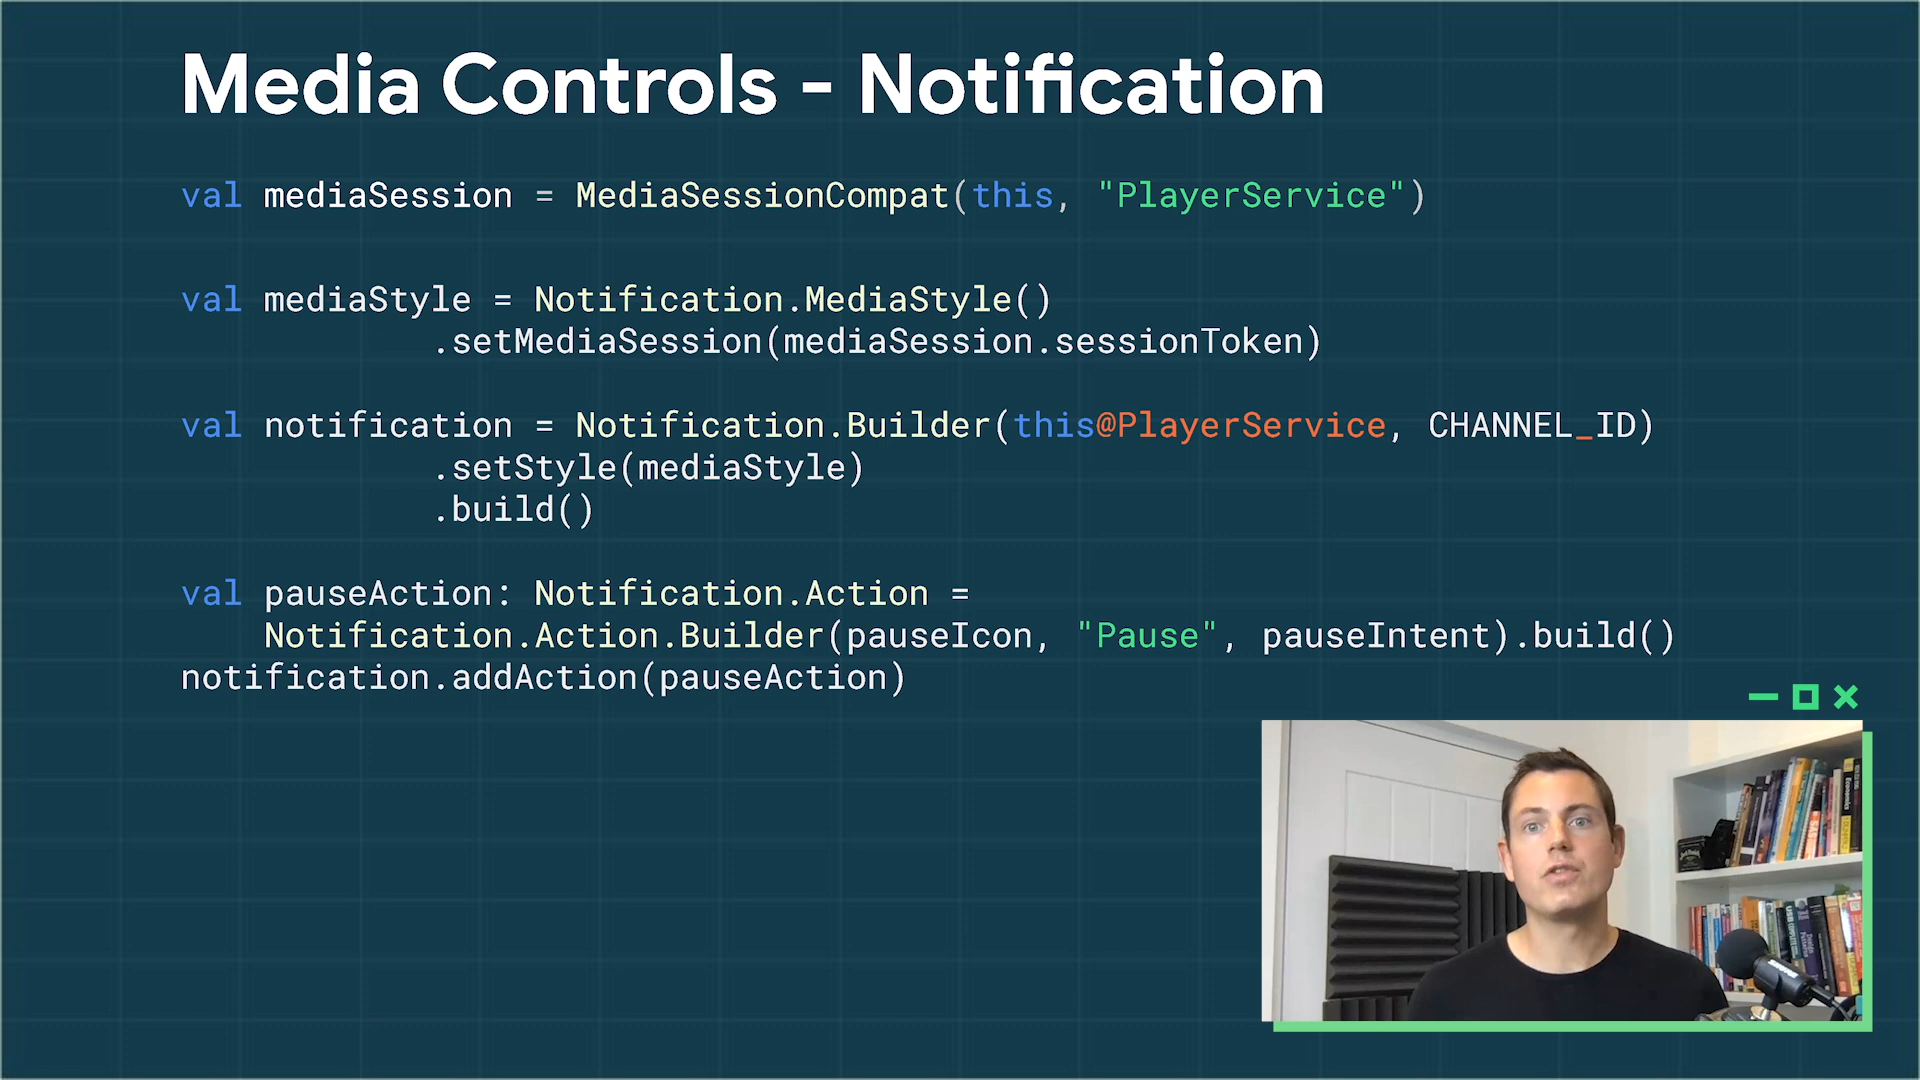 Media Controls - Notification
val mediaSession = MediaSessionCompat(this, "PlayerService")
val mediaStyle = Notification.MediaStyle()
.setMediaSession(mediaSession.sessionToken)
val notification = Notification.Builder(this@PlayerService, CHANNEL_ID)
.setStyle(mediaStyle)
.build()
val pauseAction: Notification.Action =
Notification.Action.Builder(pauseIcon, "Pause", pauseIntent).build()
notification.addAction(pauseAction)